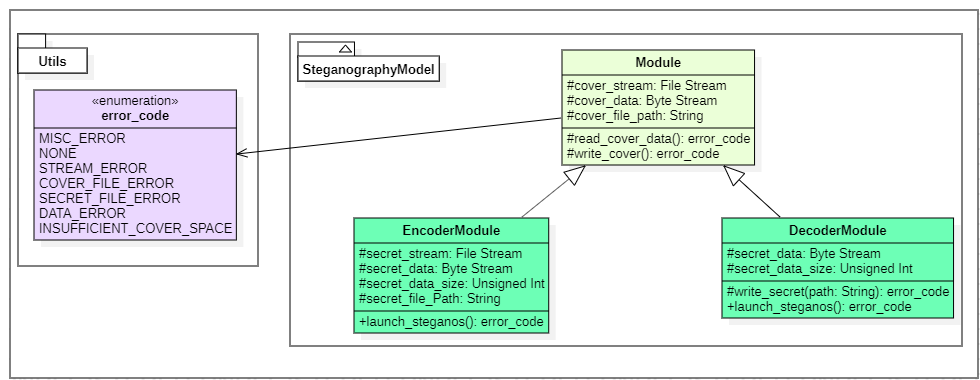 Utils
«enumeration»
error_code
MISC_ERROR
NONE
STREAM_ERROR
COVER_FILE_ERROR
SECRET_FILE_ERROR
DATA_ERROR
INSUFFICIENT_COVER_SPACE
SteganographyModel
Module
#cover_stream: File Stream
#cover_data: Byte Stream
#cover_file_path: String
#read_cover_data(): error_code
#write_cover(): error_code
EncoderModule
#secret_stream: File Stream
#secret_data: Byte Stream
#secret_data_size: Unsigned Int
#secret_file_Path: String
+launch_steganos(): error_code
DecoderModule
#secret_data: Byte Stream
#secret_data_size: Unsigned Int
#write_secret(path: String): error_code
+launch_steganos(): error_code